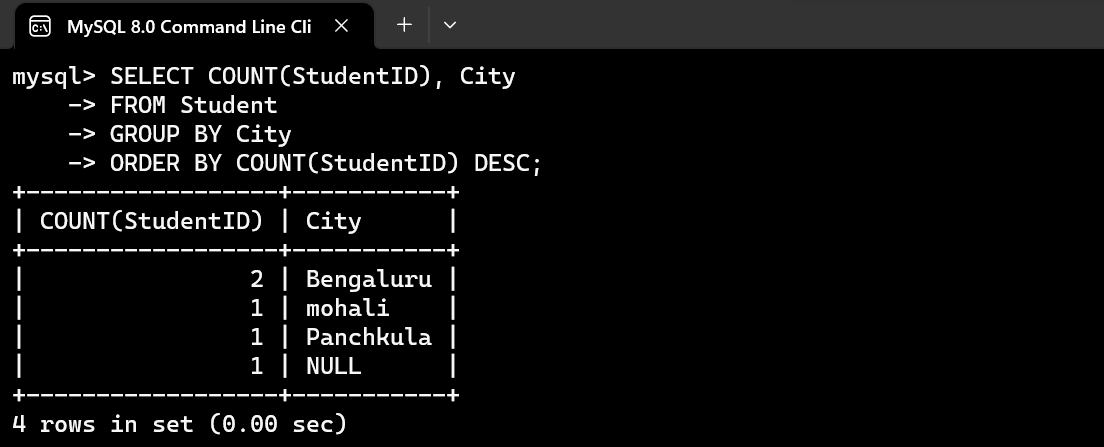 MySQL 8.0 Command Line Cli
mysql> SELECT COUNT(StudentID), City
    -> FROM Student
    -> GROUP BY City
    -> ORDER BY COUNT(StudentID) DESC;
+------------------+-----------+
| COUNT(StudentID) | City      |
+------------------+-----------+
|                2 | Bengaluru |
|                1 | mohali    |
|                1 | Panchkula |
|                1 | NULL      |
+------------------+-----------+
4 rows in set (0.00 sec)